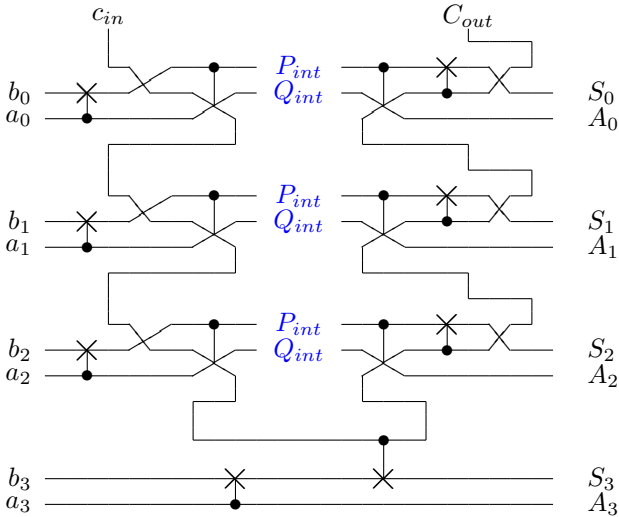 c_in C_out
P_int
b_0 Q_int S_0
a_0 A_0
P_int
b_1 Q_int S_1
a_1 A_1
P_int
b_2 Q_int S_2
a_2 A_2
b_3 S_3
a_3 A_3